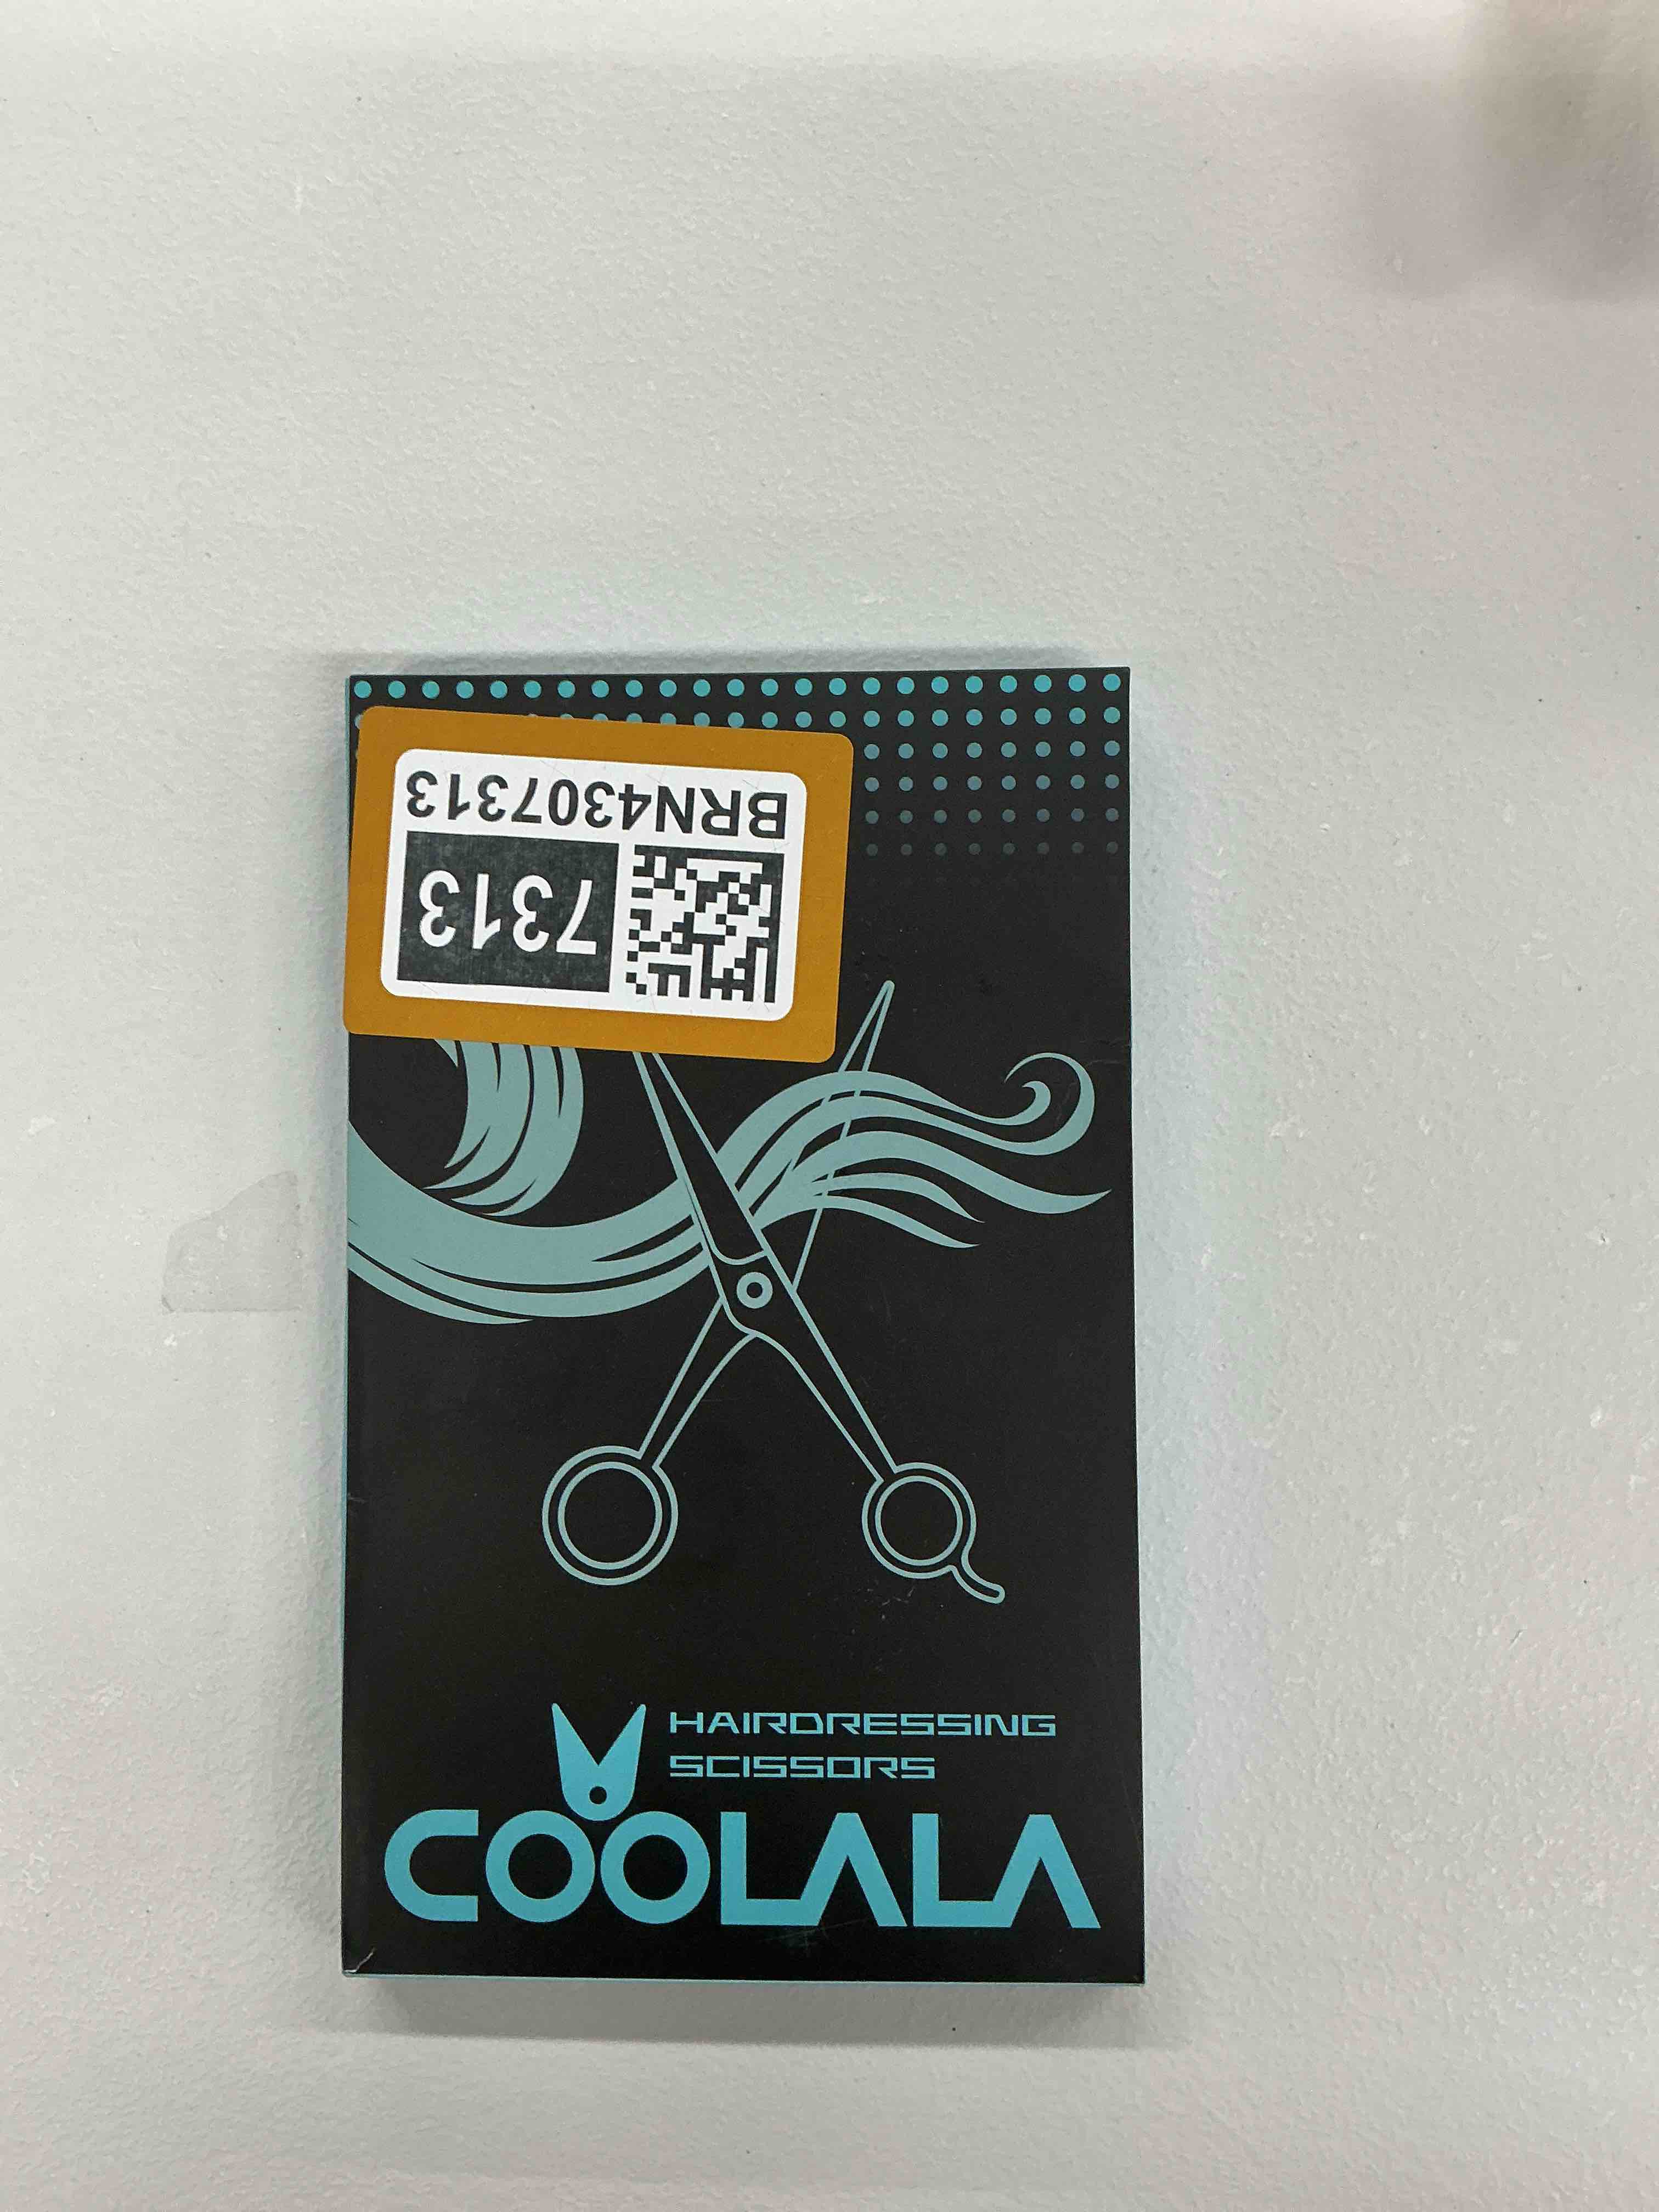 BRN4307313
7313
HAIRDRESSING
SCISSORS
COOLALA